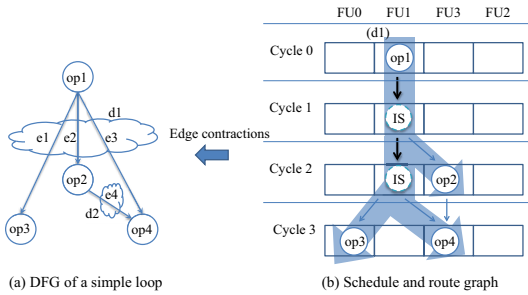 FU0 FU1 FU3 FU2
(d1)
Cycle 0
op1
Cycle 1
IS
Cycle 2
IS
op2
Cycle 3
op3
op4
op1
d1
e1
e2
e3
Edge contractions
op2
e4
d2
op3
op4
(a) DFG of a simple loop
(b) Schedule and route graph